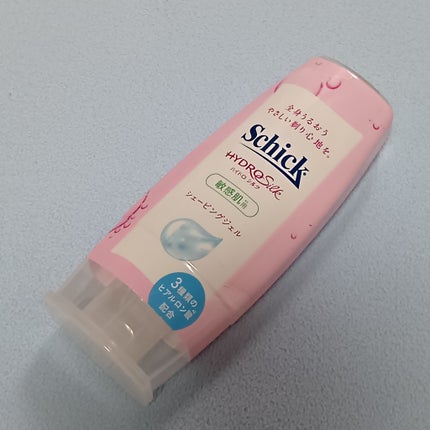 全身うるおう
やさしい剃り心地を。
Schick
HYDRO Silk
ハイドロ シルク
敏感肌用
シェービングジェル
3種類の
ヒアルロン酸
配合